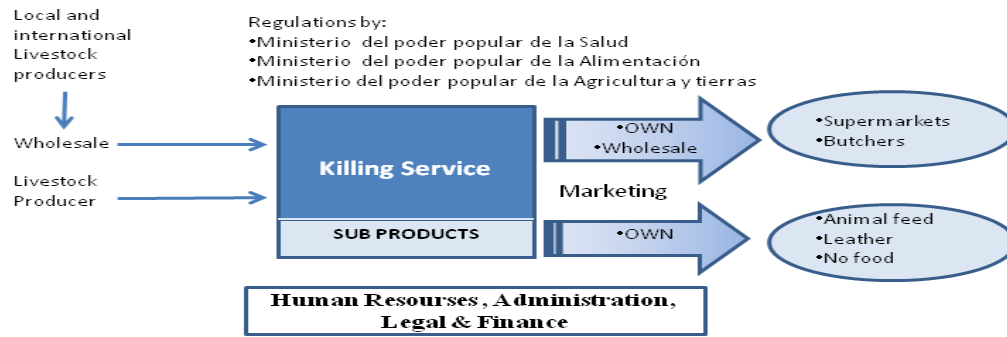 Local and
international
Livestock
producers
Wholesale
Livestock
Producer
Regulations by:
•Ministerio del poder popular de la Salud
•Ministerio del poder popular de la Alimentación
•Ministerio del poder popular de la Agricultura y tierras
Killing Service
SUB PRODUCTS
•OWN
•Wholesale
Marketing
•OWN
•Supermarkets
•Butchers
•Animal feed
•Leather
•No food
Human Resourses, Administration,
Legal & Finance